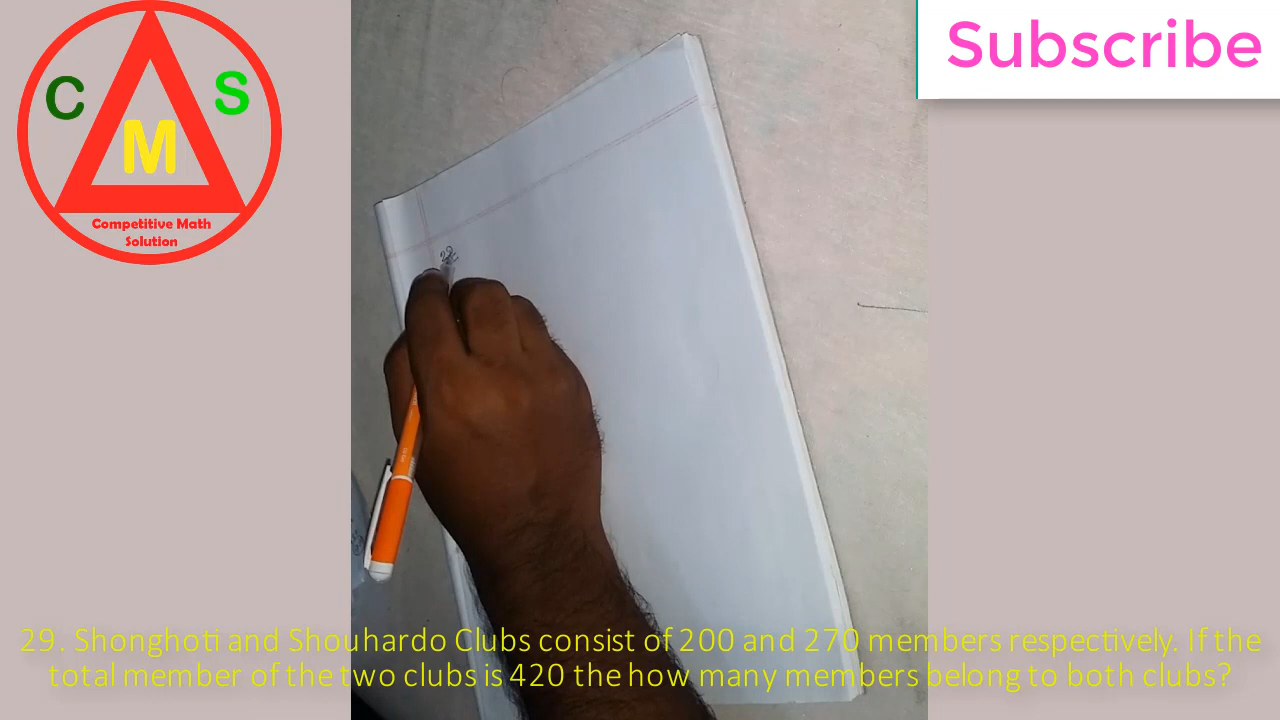 C
S
M
Competitive Math
Solution
Subscribe
29. Shonghoti and Shouhardo Clubs consist of 200 and 270 members respectively. If the
total member of the two clubs is 420 the how many members belong to both clubs?